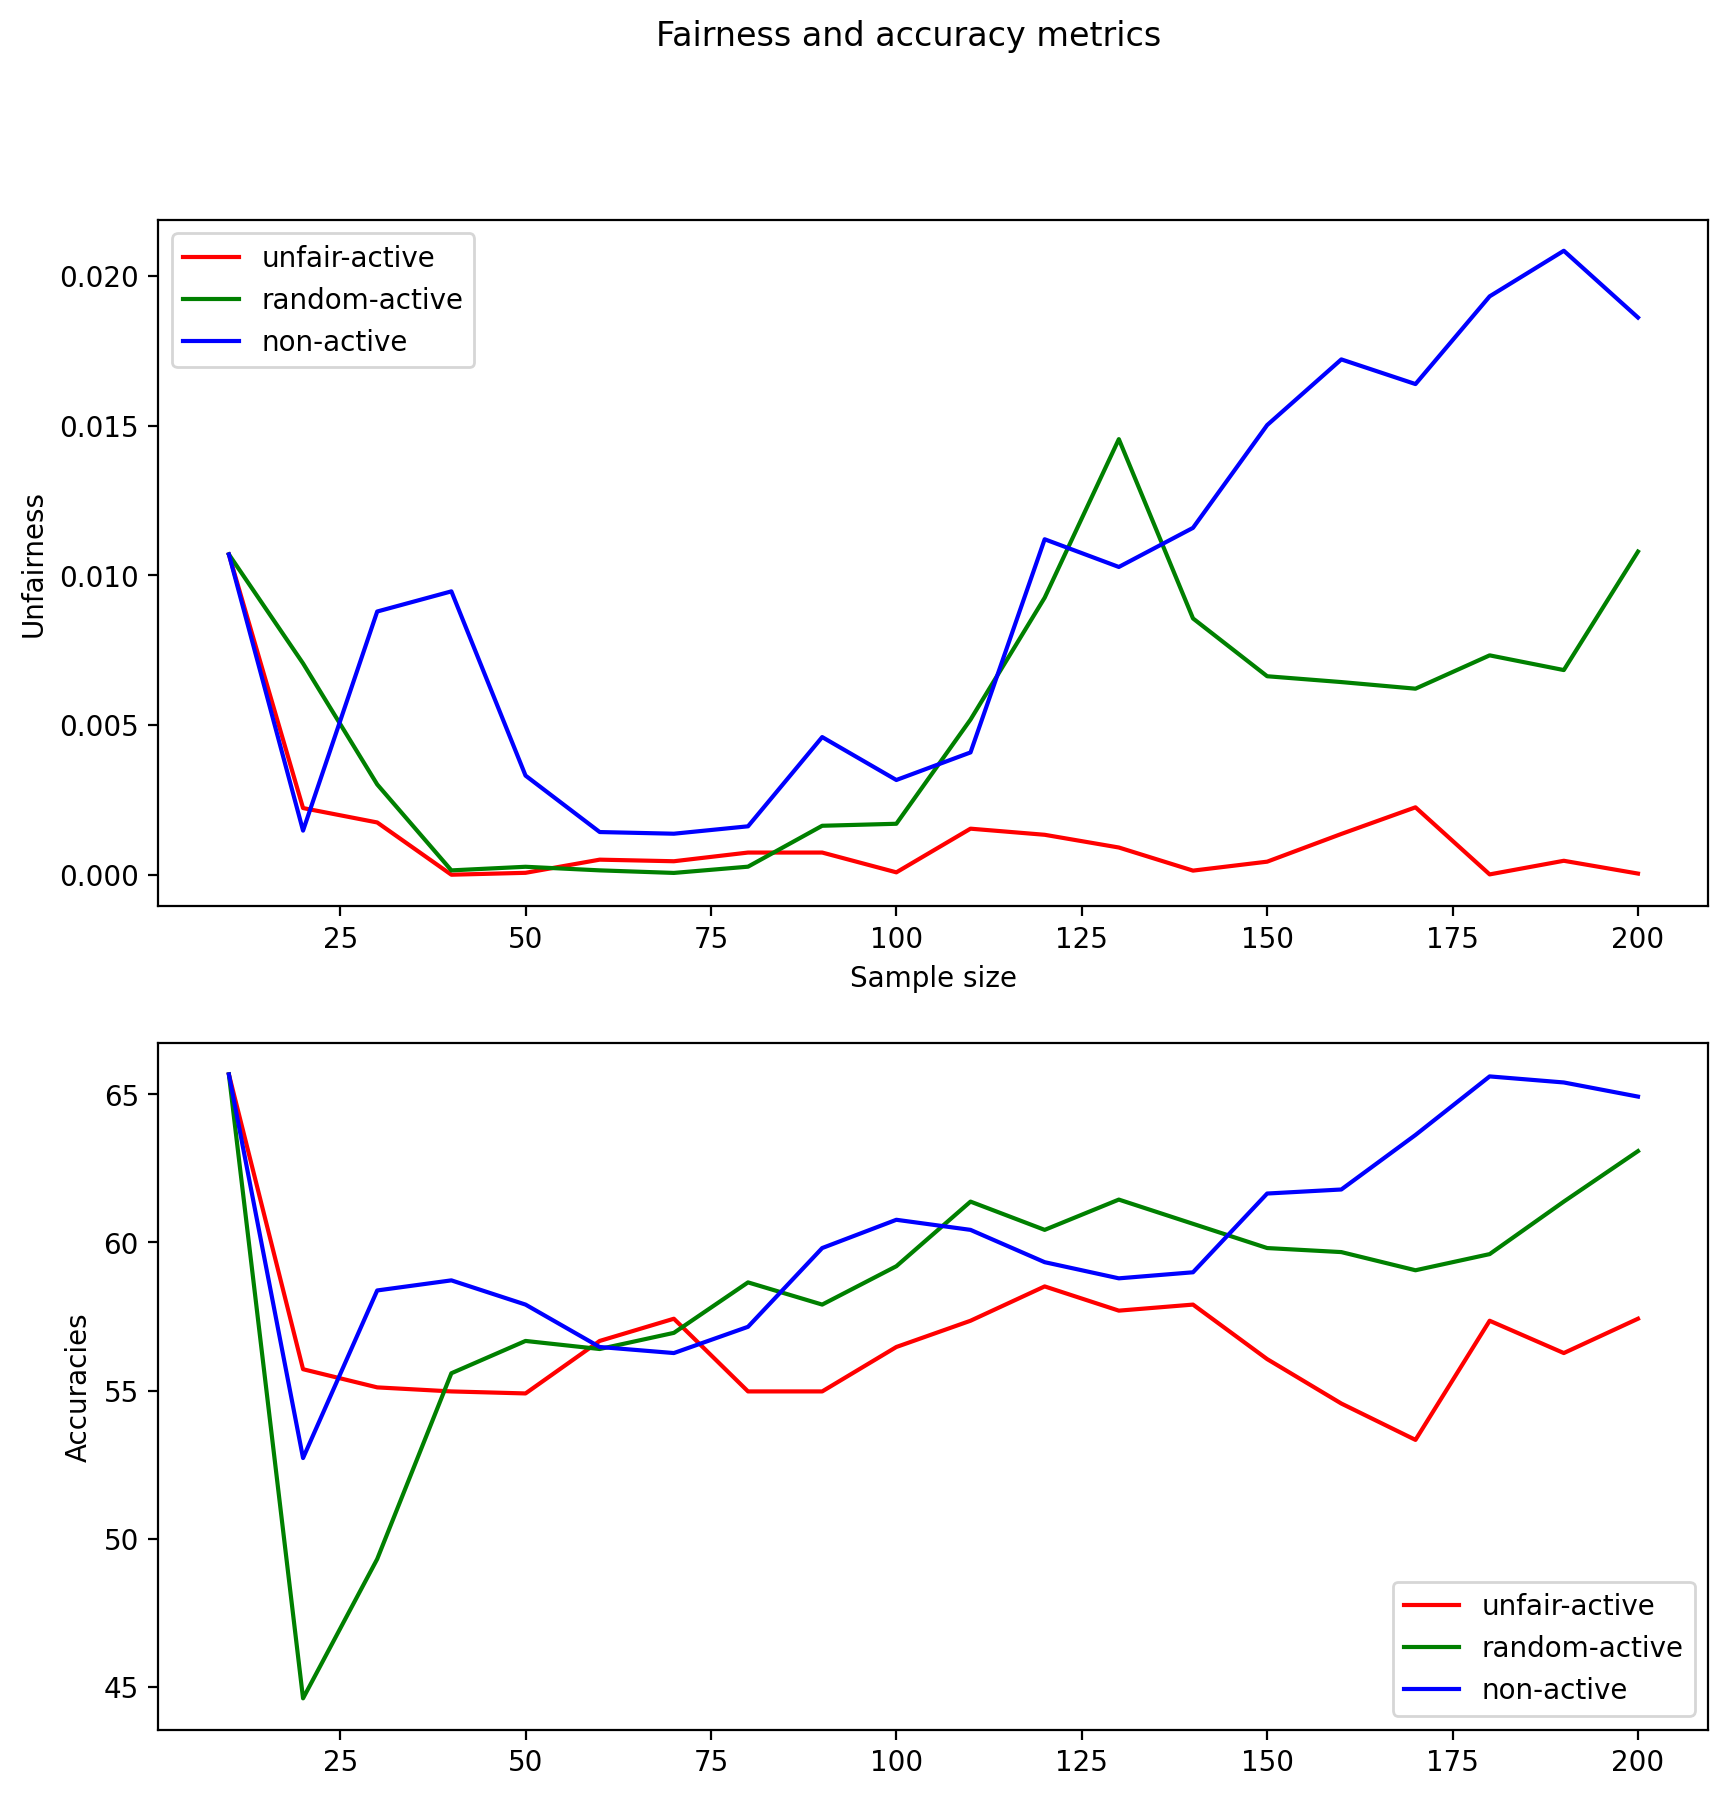 Fairness and accuracy metrics
unfair-active
random-active
non-active
0.020
0.015
0.010
0.005
0.000
Unfairness
25 50 75 100 125 150 175 200
Sample size
65
60
55
50
45
Accuracies
unfair-active
random-active
non-active
25 50 75 100 125 150 175 200